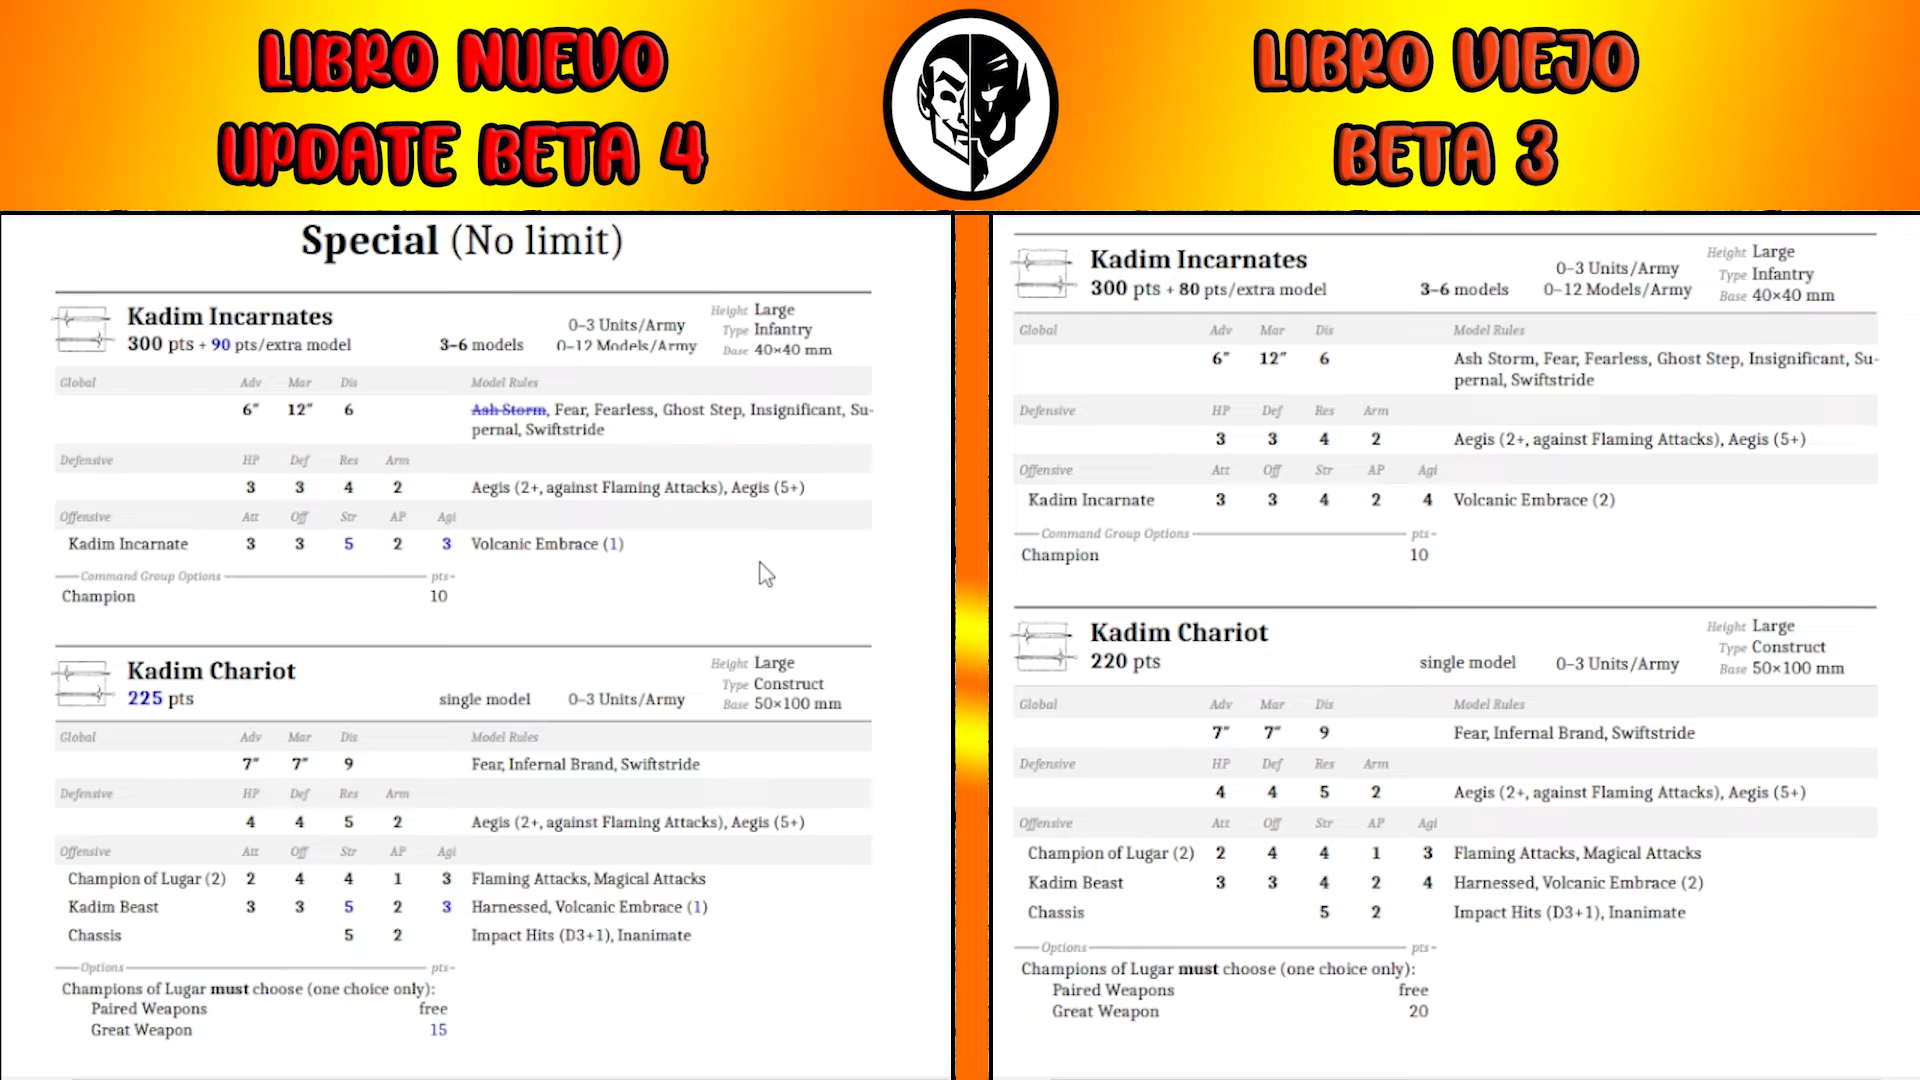 LIBRO NUEVO
UPDATE BETA 4
LIBRO VIEJO
BETA 3
Special (No limit)
Kadim Incarnates
300 pts + 90 pts/extra model
3–6 models
0–3 Units/Army
0–12 Models/Army
Height Large
Type Infantry
Base 40×40 mm
Global Adv Mar Dis Model Rules
6″ 12″ 6 Ash Storm, Fear, Fearless, Ghost Step, Insignificant, Su-
pernal, Swiftstride
Defensive HP Def Res Arm
3 3 4 2 Aegis (2+, against Flaming Attacks), Aegis (5+)
Offensive Att Off Str AP Agi
Kadim Incarnate 3 3 5 2 3 Volcanic Embrace (1)
Command Group Options pts
Champion 10
Kadim Chariot
225 pts
single model
0–3 Units/Army
Height Large
Type Construct
Base 50×100 mm
Global Adv Mar Dis Model Rules
7″ 7″ 9 Fear, Infernal Brand, Swiftstride
Defensive HP Def Res Arm
4 4 5 2 Aegis (2+, against Flaming Attacks), Aegis (5+)
Offensive Att Off Str AP Agi
Champion of Lugar (2) 2 4 4 1 3 Flaming Attacks, Magical Attacks
Kadim Beast 3 3 5 2 3 Harnessed, Volcanic Embrace (1)
Chassis 5 2 Impact Hits (D3+1), Inanimate
Options pts
Champions of Lugar must choose (one choice only):
Paired Weapons free
Great Weapon 15
Kadim Incarnates
300 pts + 80 pts/extra model
3–6 models
0–3 Units/Army
0–12 Models/Army
Height Large
Type Infantry
Base 40×40 mm
Global Adv Mar Dis Model Rules
6″ 12″ 6 Ash Storm, Fear, Fearless, Ghost Step, Insignificant, Su-
pernal, Swiftstride
Defensive HP Def Res Arm
3 3 4 2 Aegis (2+, against Flaming Attacks), Aegis (5+)
Offensive Att Off Str AP Agi
Kadim Incarnate 3 3 4 2 4 Volcanic Embrace (2)
Command Group Options pts
Champion 10
Kadim Chariot
220 pts
single model
0–3 Units/Army
Height Large
Type Construct
Base 50×100 mm
Global Adv Mar Dis Model Rules
7″ 7″ 9 Fear, Infernal Brand, Swiftstride
Defensive HP Def Res Arm
4 4 5 2 Aegis (2+, against Flaming Attacks), Aegis (5+)
Offensive Att Off Str AP Agi
Champion of Lugar (2) 2 4 4 1 3 Flaming Attacks, Magical Attacks
Kadim Beast 3 3 4 2 4 Harnessed, Volcanic Embrace (2)
Chassis 5 2 Impact Hits (D3+1), Inanimate
Options pts
Champions of Lugar must choose (one choice only):
Paired Weapons free
Great Weapon 20